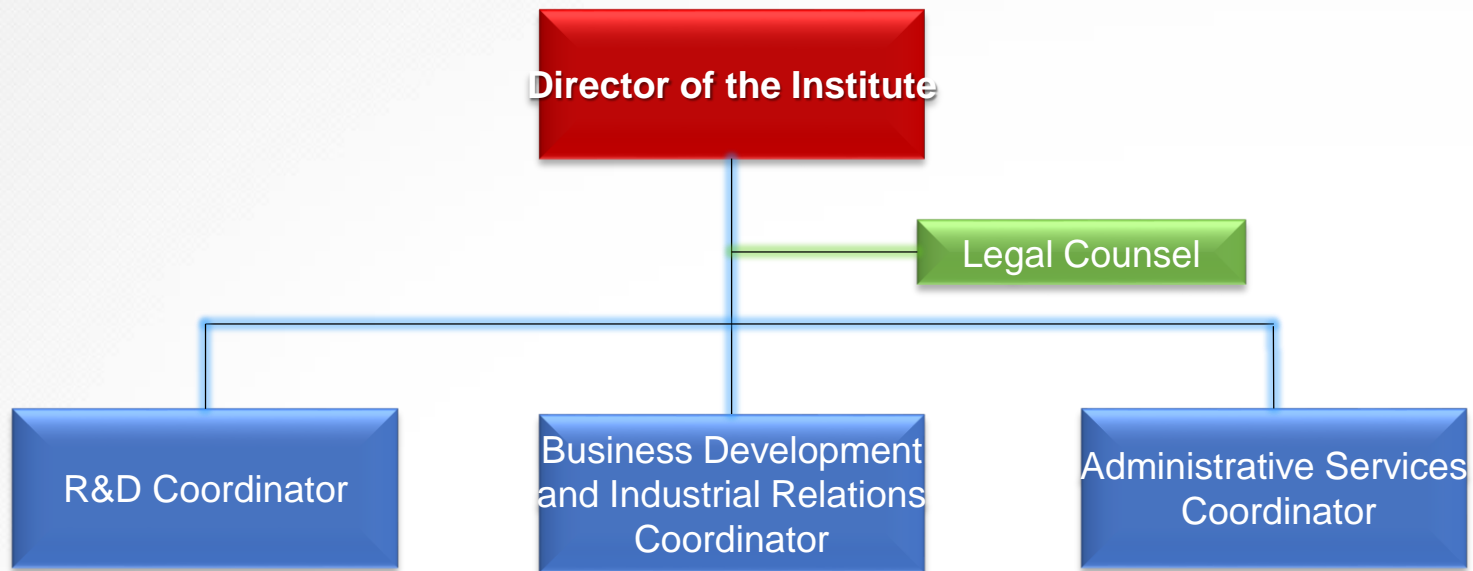 Director of the Institute
Legal Counsel
R&D Coordinator
Business Development
and Industrial Relations
Coordinator
Administrative Services
Coordinator